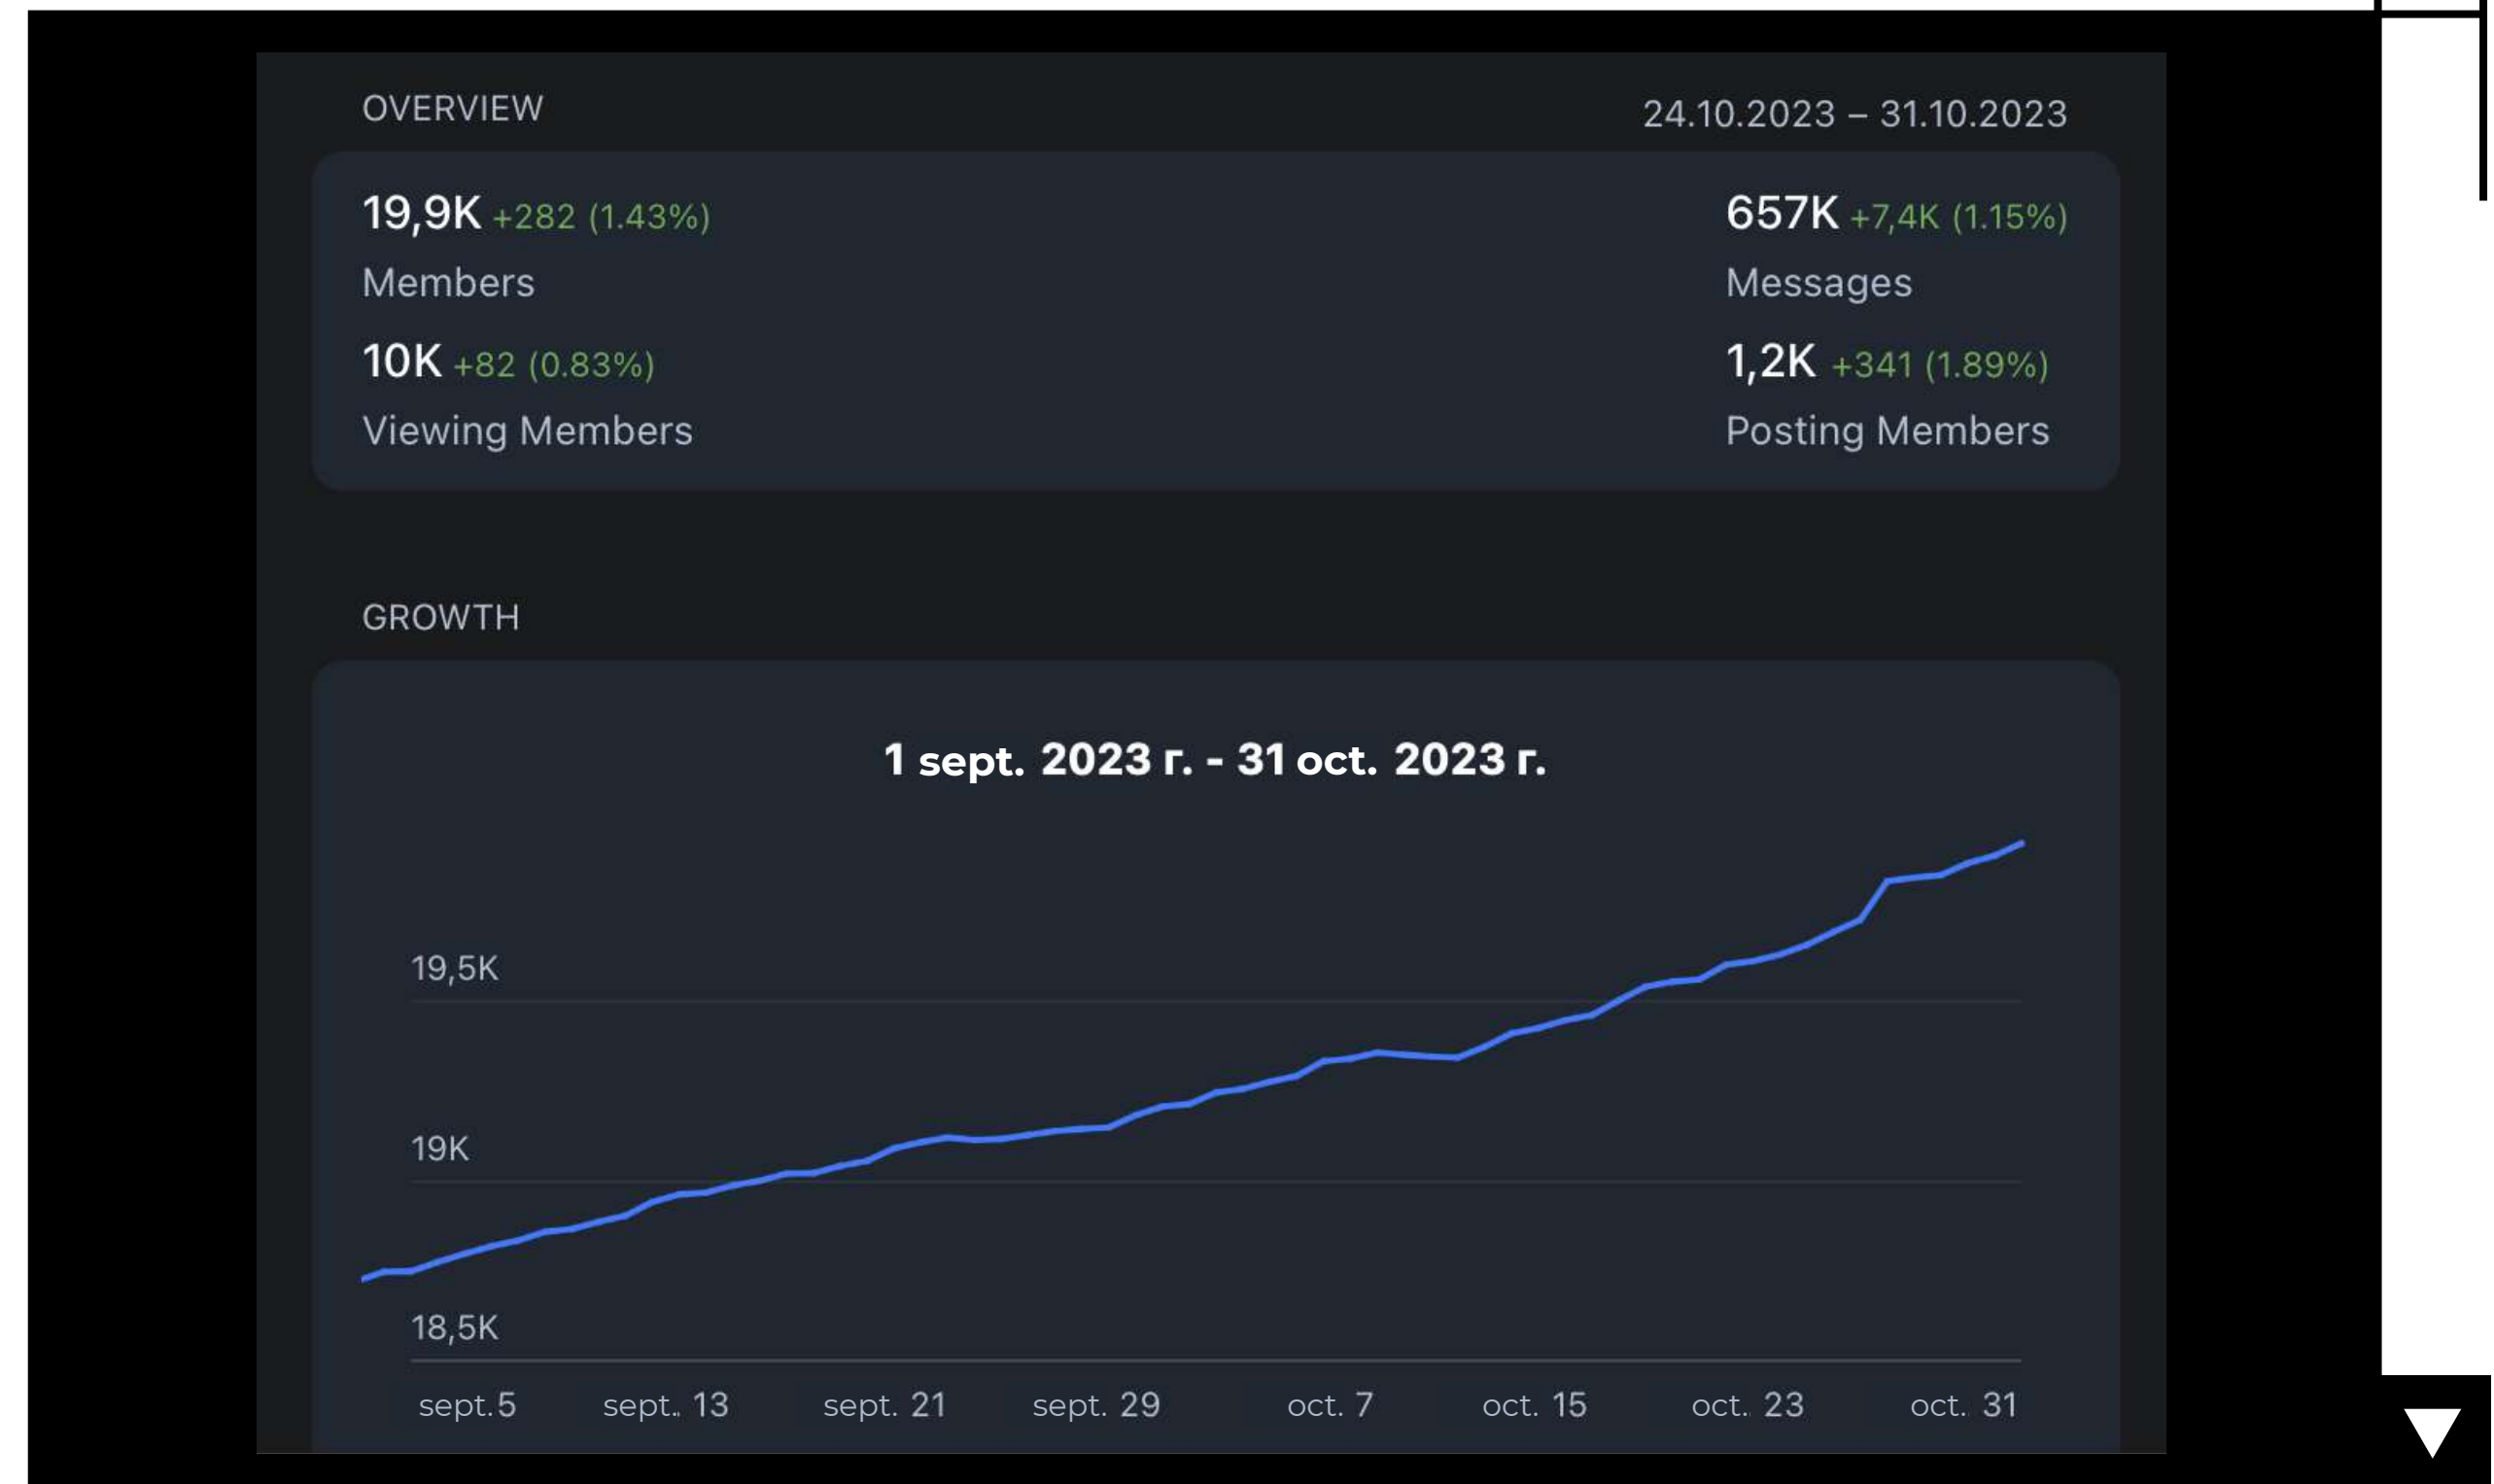 OVERVIEW 24.10.2023 – 31.10.2023
19,9K +282 (1.43%) 657K +7,4K (1.15%)
Members Messages
10K +82 (0.83%) 1,2K +341 (1.89%)
Viewing Members Posting Members
GROWTH
1 sept. 2023 г. - 31 oct. 2023 г.
19,5K
19K
18,5K
sept. 5 sept. 13 sept. 21 sept. 29 oct. 7 oct. 15 oct. 23 oct. 31